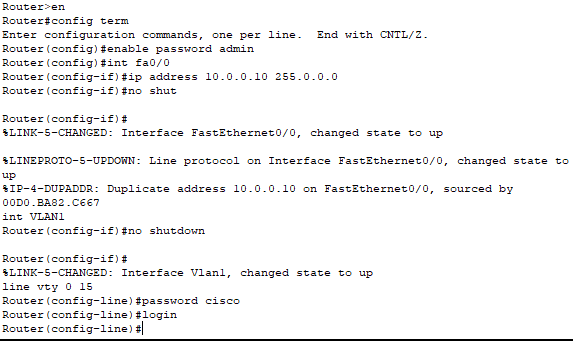 Router>en
Router#config term
Enter configuration commands, one per line.  End with CNTL/Z.
Router(config)#enable password admin
Router(config)#int fa0/0
Router(config-if)#ip address 10.0.0.10 255.0.0.0
Router(config-if)#no shut
Router(config-if)#
%LINK-5-CHANGED: Interface FastEthernet0/0, changed state to up
%LINEPROTO-5-UPDOWN: Line protocol on Interface FastEthernet0/0, changed state to
up
%IP-4-DUPADDR: Duplicate address 10.0.0.10 on FastEthernet0/0, sourced by
00D0.BA82.C667
int VLAN1
Router(config-if)#no shutdown
Router(config-if)#
%LINK-5-CHANGED: Interface Vlan1, changed state to up
line vty 0 15
Router(config-line)#password cisco
Router(config-line)#login
Router(config-line)#